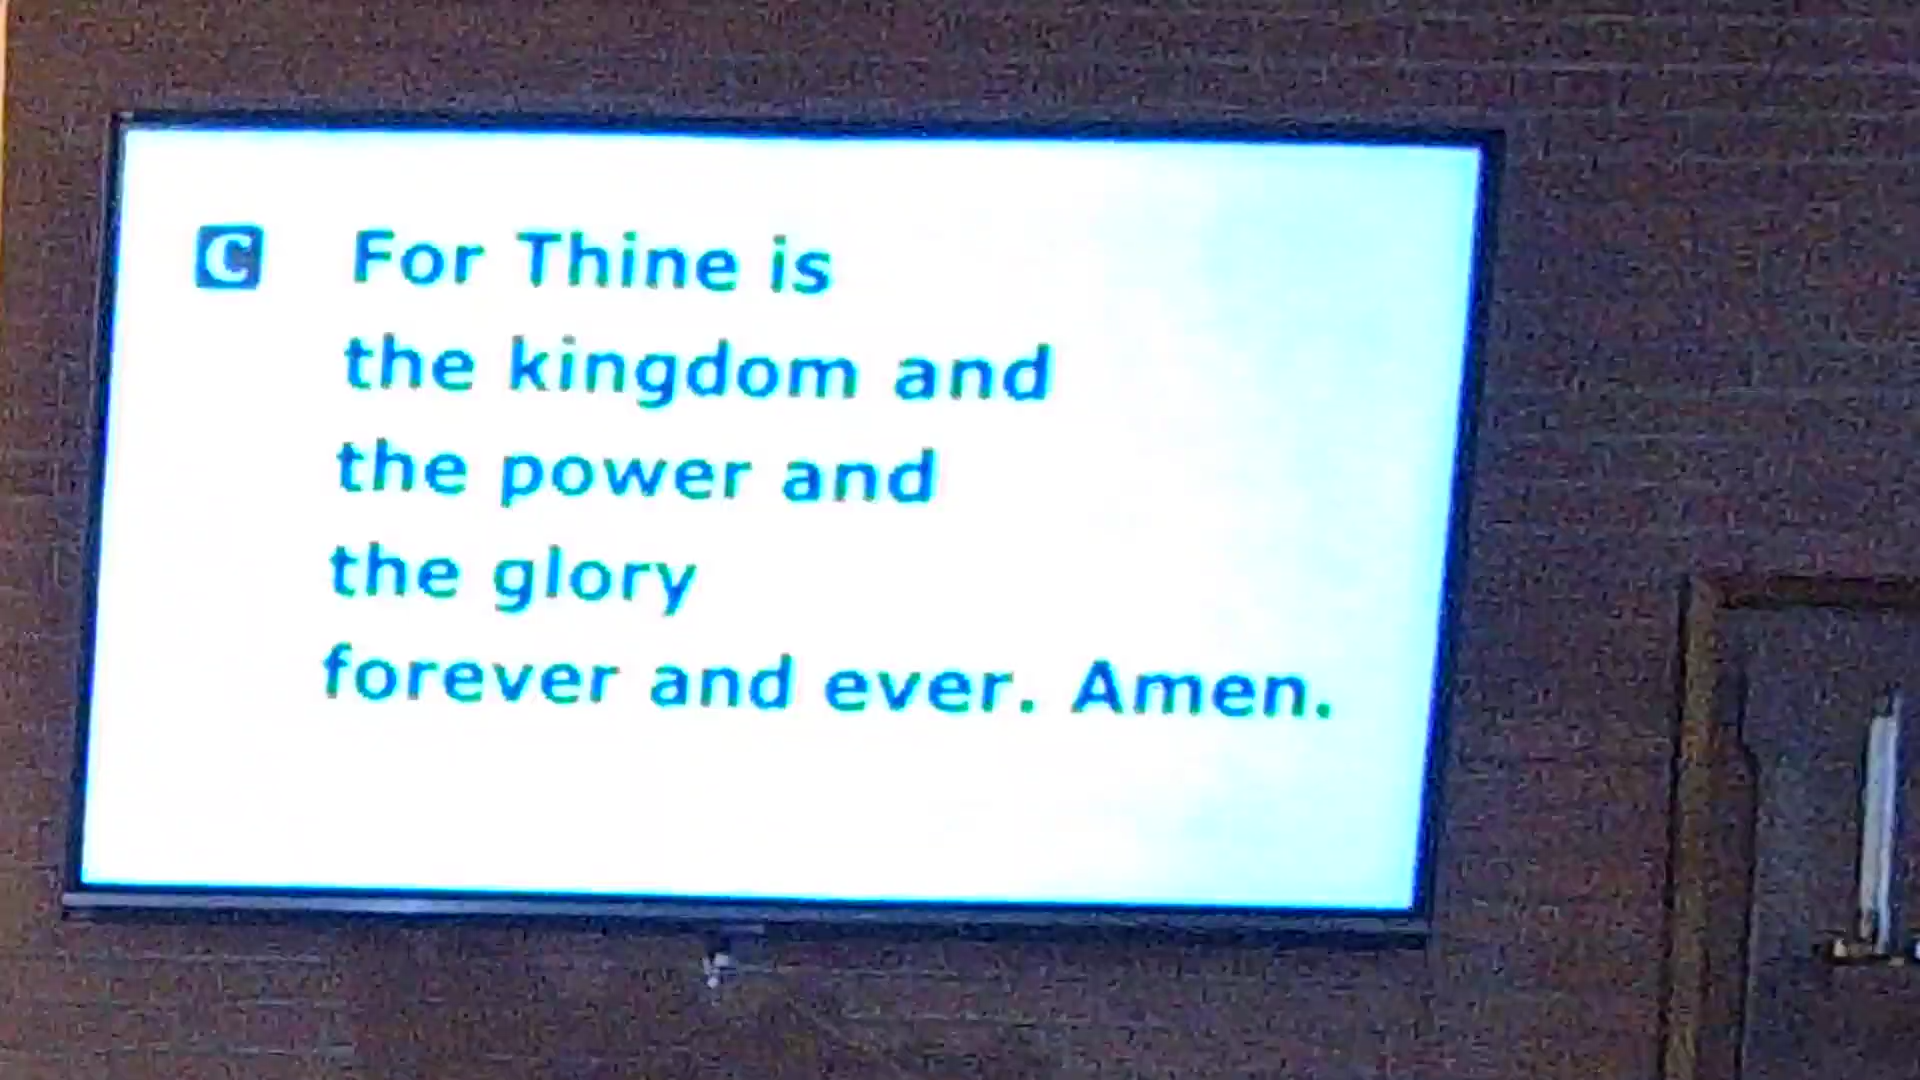 C For Thine is
the kingdom and
the power and
the glory
forever and ever. Amen.